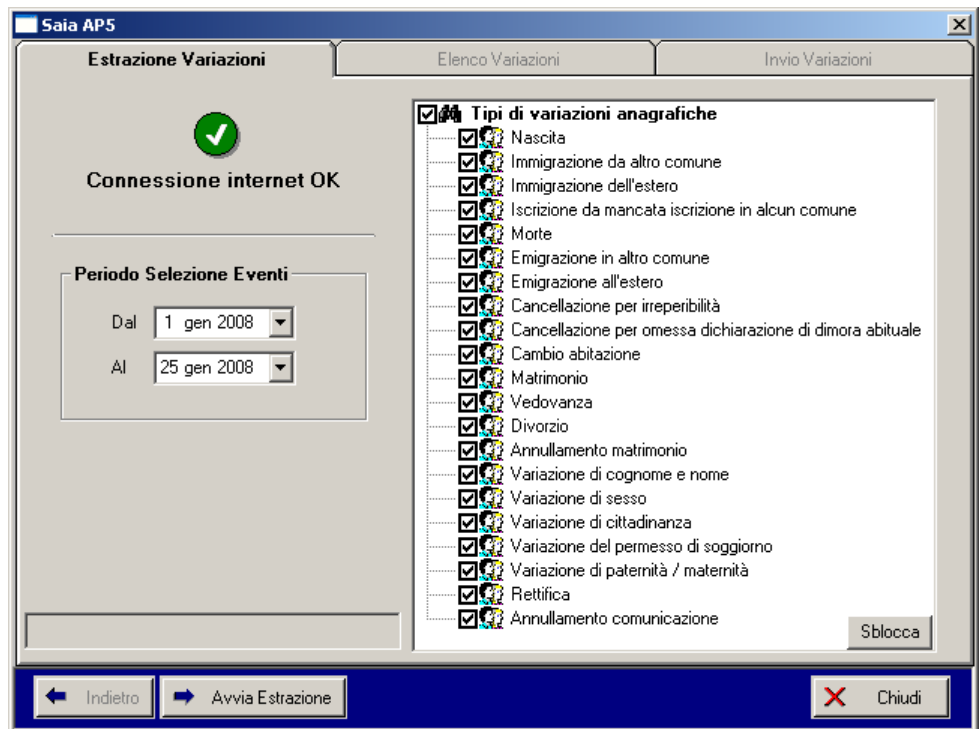 Saia AP5
Estrazione Variazioni
Elenco Variazioni
Invio Variazioni
Connessione internet OK
Periodo Selezione Eventi
Dal 1 gen 2008
Al 25 gen 2008
Tipi di variazioni anagrafiche
Nascita
Immigrazione da altro comune
Immigrazione dell'estero
Iscrizione da mancata iscrizione in alcun comune
Morte
Emigrazione in altro comune
Emigrazione all'estero
Cancellazione per irreperibilità
Cancellazione per omessa dichiarazione di dimora abituale
Cambio abitazione
Matrimonio
Vedovanza
Divorzio
Annullamento matrimonio
Variazione di cognome e nome
Variazione di sesso
Variazione di cittadinanza
Variazione del permesso di soggiorno
Variazione di paternità / maternità
Rettifica
Annullamento comunicazione
Sblocca
Indietro
Avvia Estrazione
Chiudi